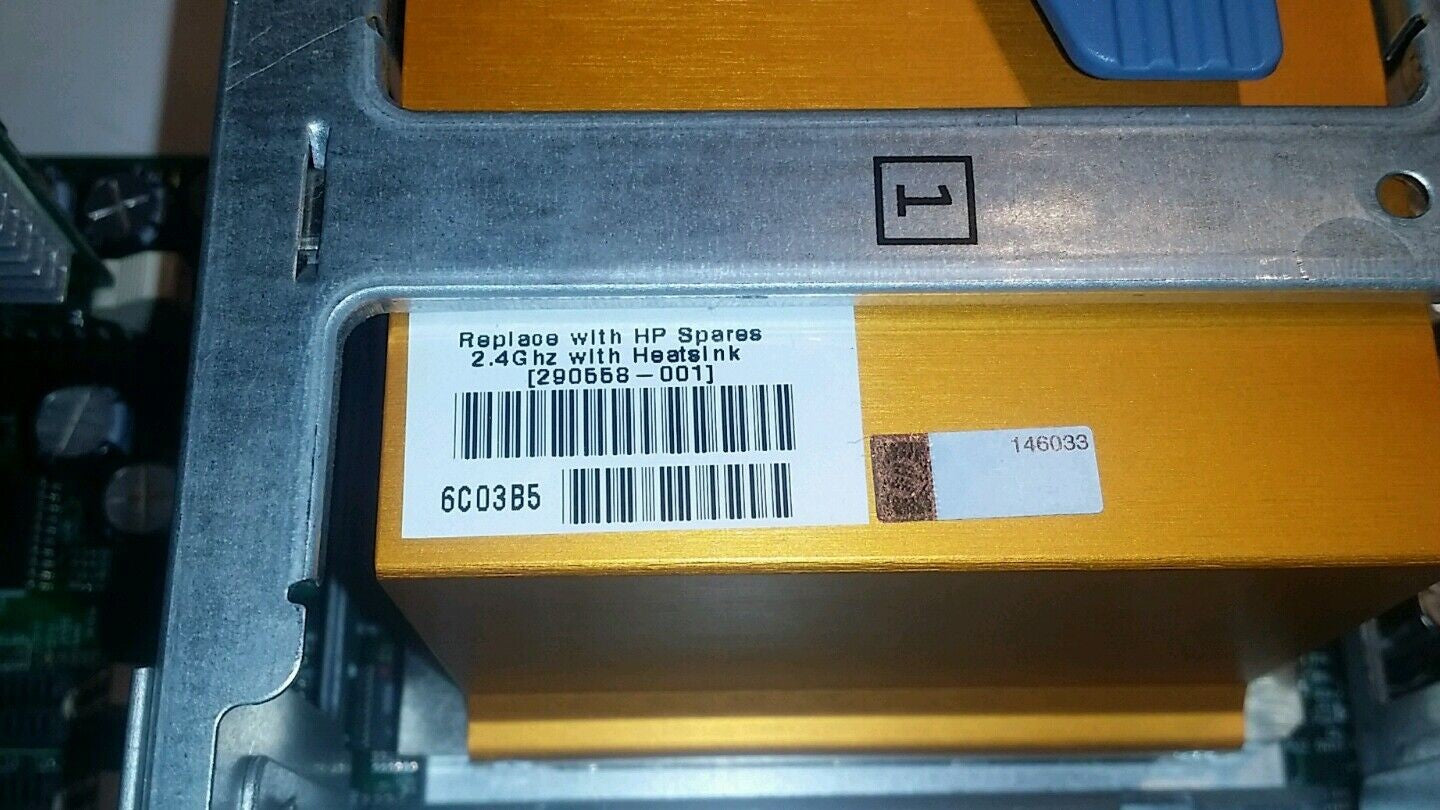 1
Replace with HP Spares
2.4Ghz with Heatsink
[290558-001]
6C03B5
146033